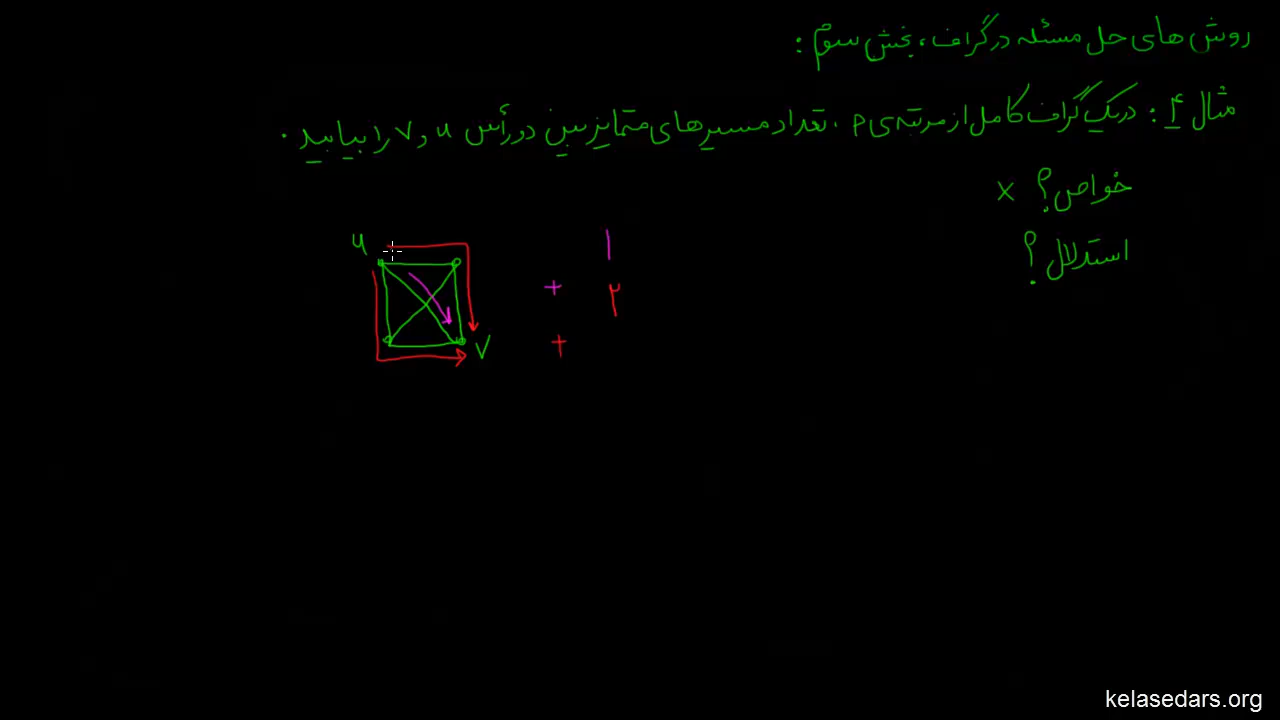 روش های حل مسئله در گراف، بخش سوم :
مثال ۴ : در یک گراف کامل از مرتبه‌ی p ، تعداد مسیرهای متمایز بین دو رأس u و v را بیابید .
خواص؟ ×
استدلال؟
u
v
۱
+
۲
+
kelasedars.org